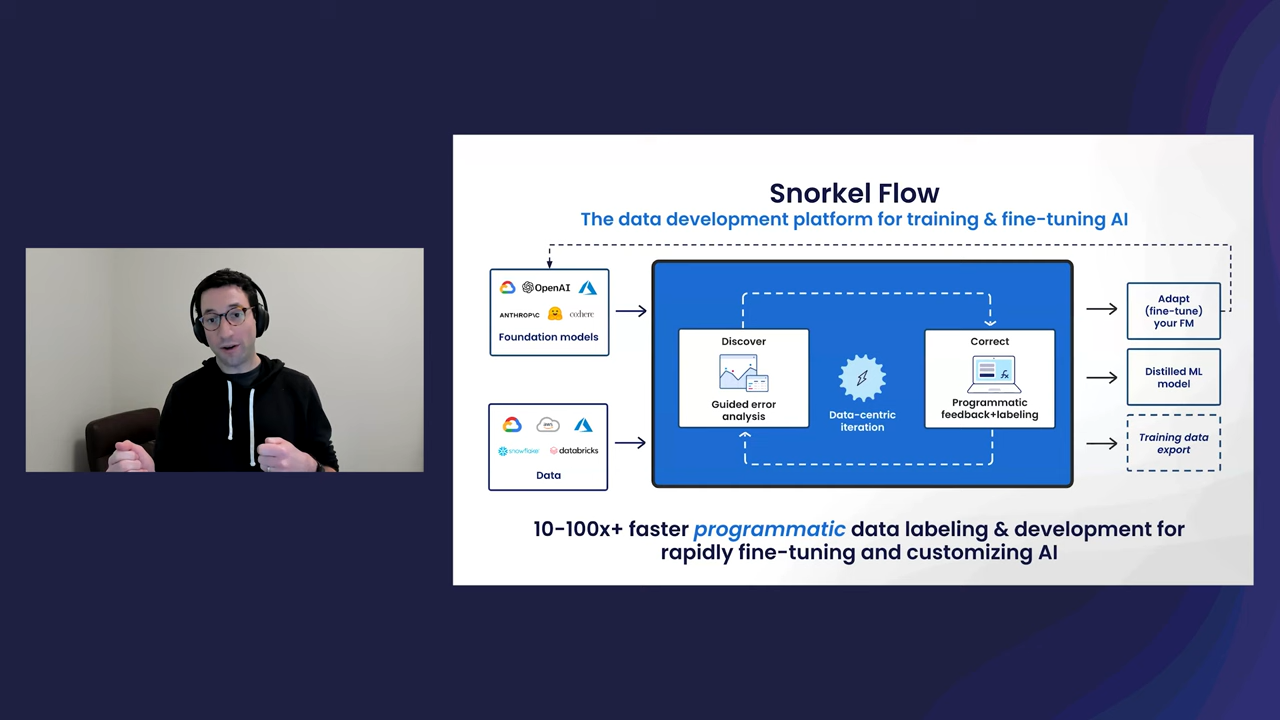 Snorkel Flow
The data development platform for training & fine-tuning AI
OpenAI
ANTHROP\C
cohere
Foundation models
aws
snowflake
databricks
Data
Discover
Guided error
analysis
Data-centric
iteration
Correct
fx
Programmatic
feedback+labeling
Adapt
(fine-tune)
your FM
Distilled ML
model
Training data
export
10-100x+ faster programmatic data labeling & development for
rapidly fine-tuning and customizing AI